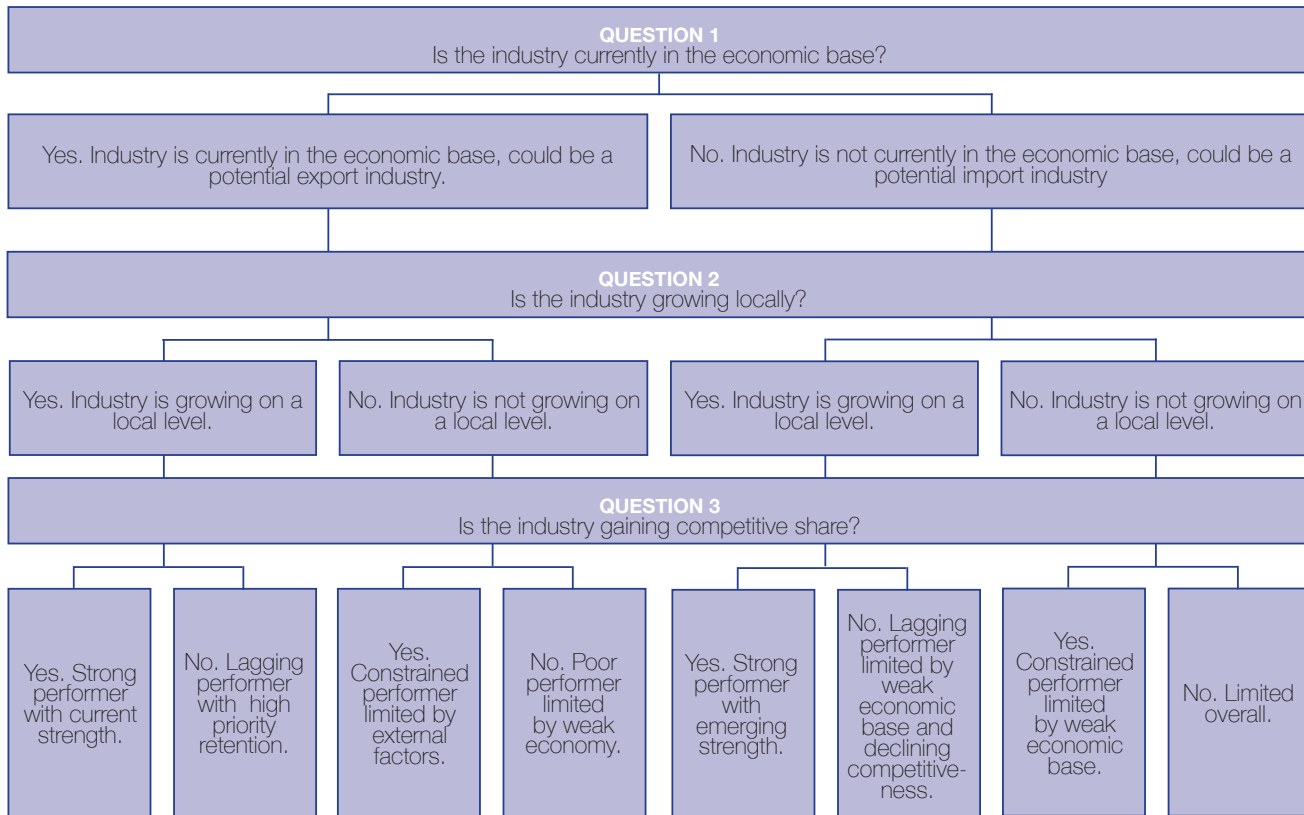 QUESTION 1
Is the industry currently in the economic base?
Yes. Industry is currently in the economic base, could be a
potential export industry.
No. Industry is not currently in the economic base, could be a
potential import industry
QUESTION 2
Is the industry growing locally?
Yes. Industry is growing on a
local level.
No. Industry is not growing on
a local level.
Yes. Industry is growing on a
local level.
No. Industry is not growing on
a local level.
QUESTION 3
Is the industry gaining competitive share?
Yes. Strong
performer
with current
strength.
No. Lagging
performer
with high
priority
retention.
Yes.
Constrained
performer
limited by
external
factors.
No. Poor
performer
limited
by weak
economy.
Yes. Strong
performer
with
emerging
strength.
No. Lagging
performer
limited by
weak
economic
base and
declining
competitive-
ness.
Yes.
Constrained
performer
limited
by weak
economic
base.
No. Limited
overall.